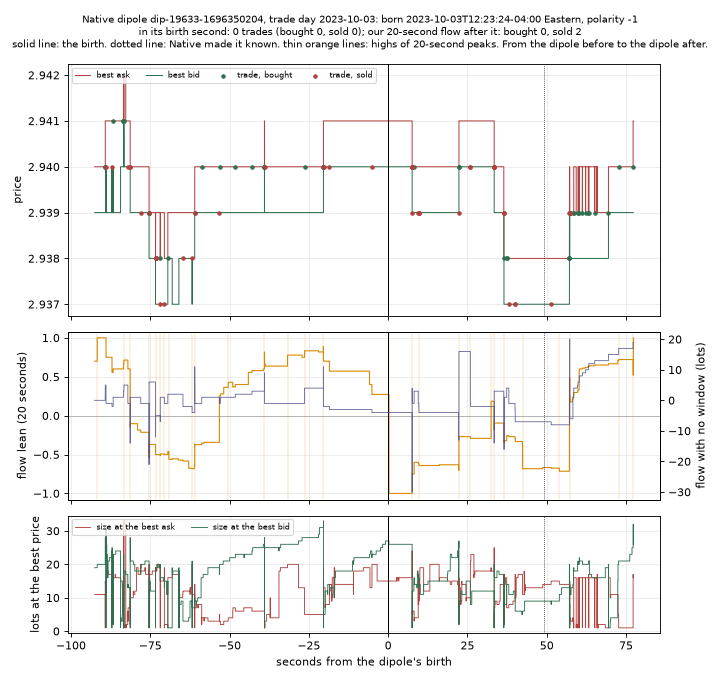 Native dipole dip-19633-1696350204, trade day 2023-10-03: born 2023-10-03T12:23:24-04:00 Eastern, polarity -1
in its birth second: 0 trades (bought 0, sold 0); our 20-second flow after it: bought 0, sold 2
solid line: the birth. dotted line: Native made it known. thin orange lines: highs of 20-second peaks. From the dipole before to the dipole after.
best ask best bid trade, bought trade, sold
2.942
2.941
2.940
2.939
2.938
2.937
price
1.0
0.5
0.0
−0.5
−1.0
flow lean (20 seconds)
20
10
0
−10
−20
−30
flow with no window (lots)
size at the best ask size at the best bid
30
20
10
0
lots at the best price
−100 −75 −50 −25 0 25 50 75
seconds from the dipole's birth